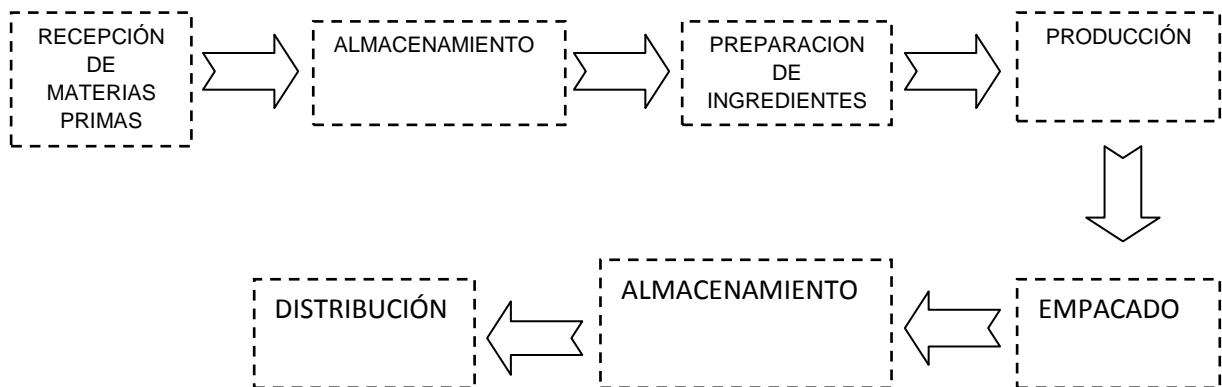 RECEPCIÓN
DE
MATERIAS
PRIMAS
ALMACENAMIENTO
PREPARACION
DE
INGREDIENTES
PRODUCCIÓN
EMPACADO
ALMACENAMIENTO
DISTRIBUCIÓN